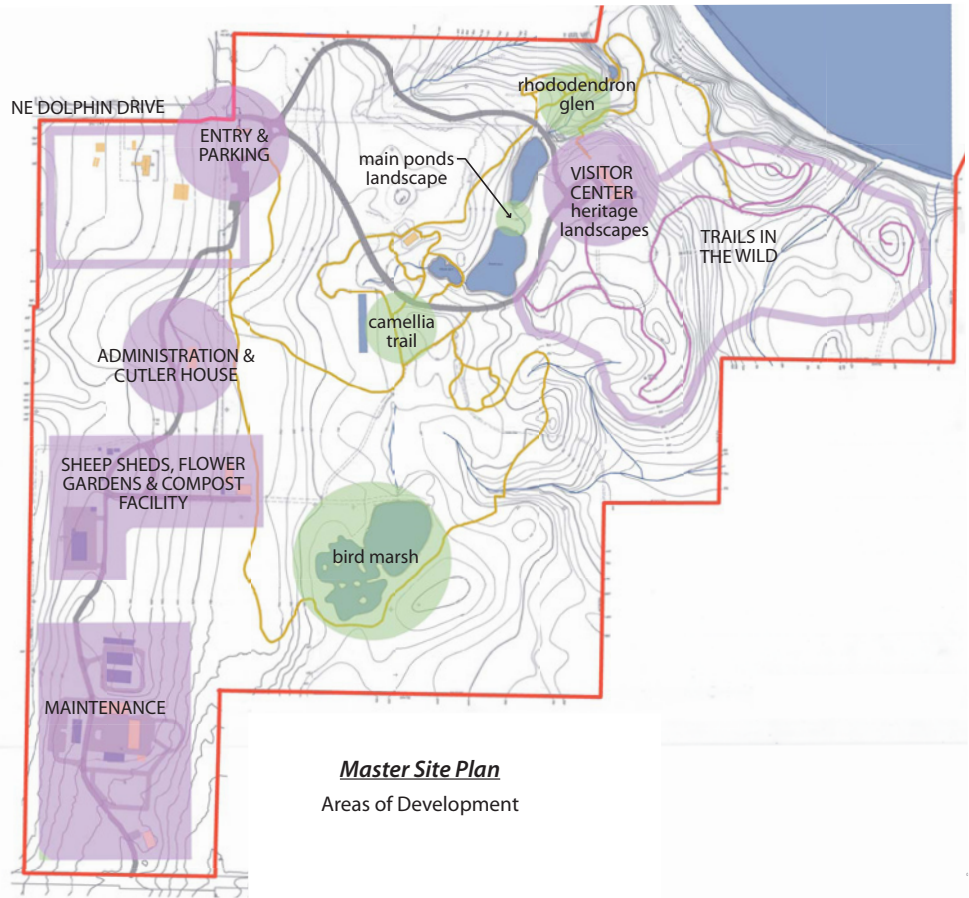 rhododendron
glen
NE DOLPHIN DRIVE
ENTRY &
PARKING
main ponds
landscape
VISITOR
CENTER
heritage
landscapes
TRAILS IN
THE WILD
camellia
trail
ADMINISTRATION &
CUTLER HOUSE
SHEEP SHEDS, FLOWER
GARDENS & COMPOST
FACILITY
bird marsh
MAINTENANCE
Master Site Plan
Areas of Development